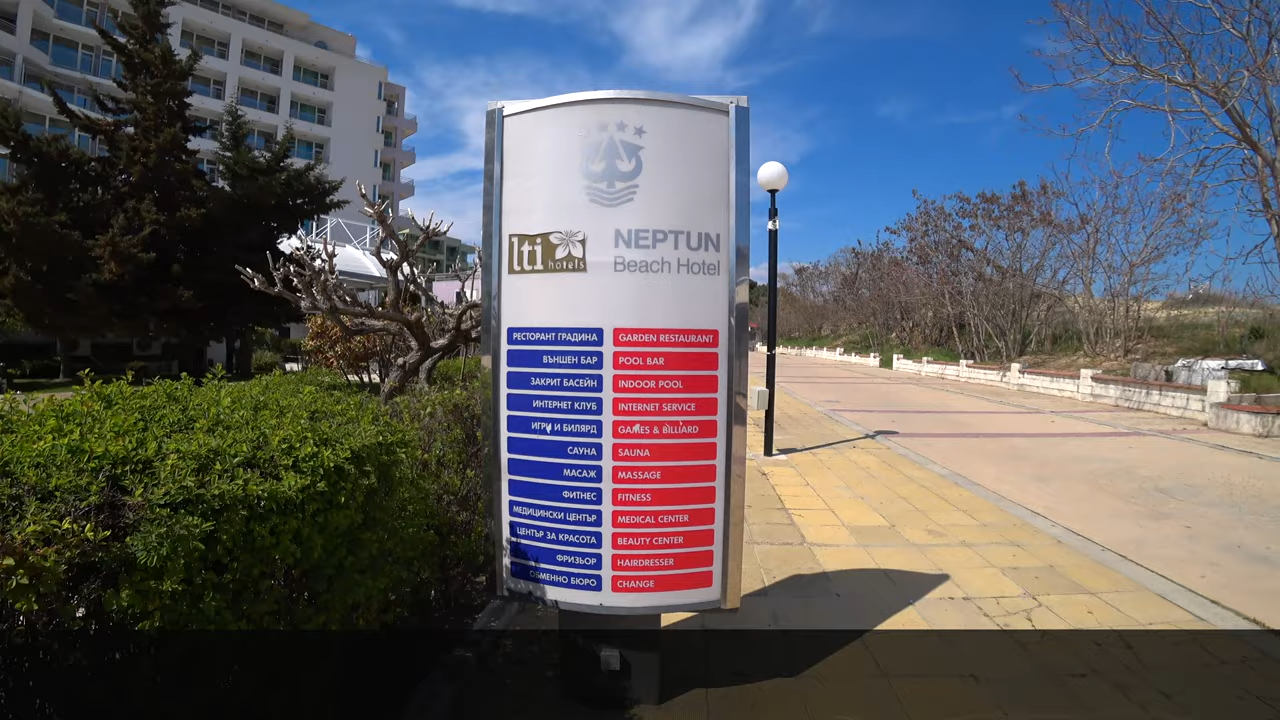 lti hotels
NEPTUN
Beach Hotel
РЕСТОРАНТ ГРАДИНА GARDEN RESTAURANT
ВЪНШЕН БАР POOL BAR
ЗАКРИТ БАСЕЙН INDOOR POOL
ИНТЕРНЕТ КЛУБ INTERNET SERVICE
ИГРИ И БИЛЯРД GAMES & BILLIARD
САУНА SAUNA
МАСАЖ MASSAGE
ФИТНЕС FITNESS
МЕДИЦИНСКИ ЦЕНТЪР MEDICAL CENTER
ЦЕНТЪР ЗА КРАСОТА BEAUTY CENTER
ФРИЗЬОР HAIRDRESSER
ОБМЕННО БЮРО CHANGE